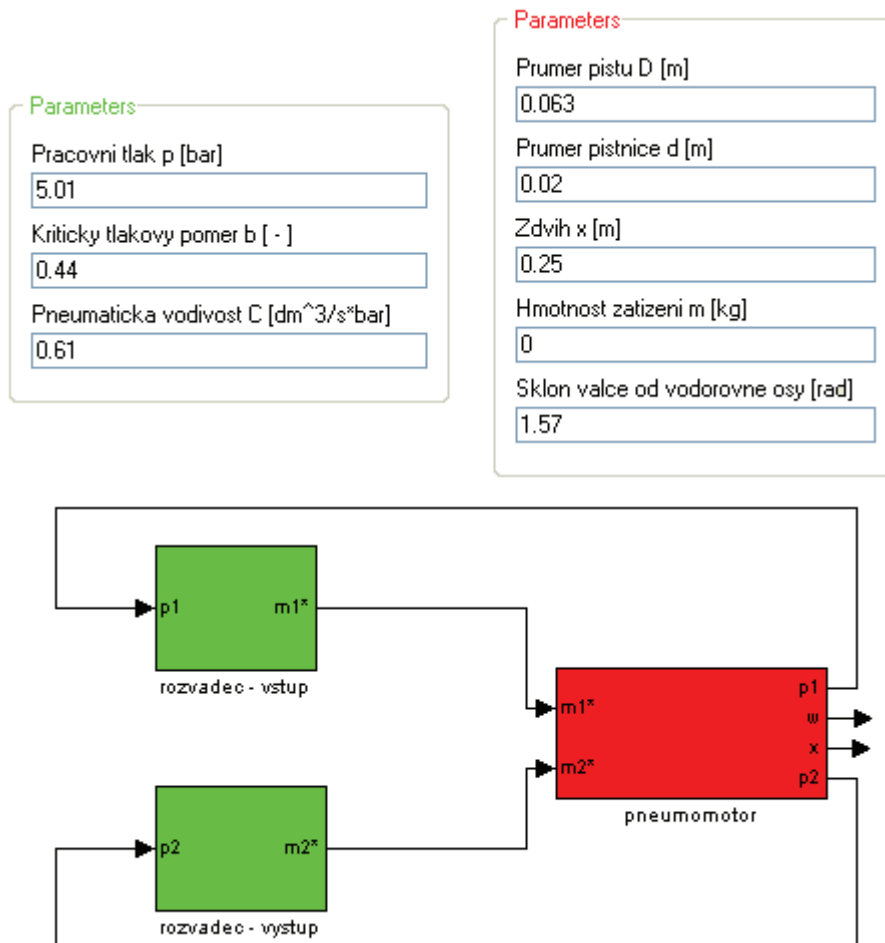 Parameters
Pracovni tlak p [bar]
5.01
Kriticky tlakovy pomer b [ - ]
0.44
Pneumaticka vodivost C [dm^3/s*bar]
0.61
Parameters
Prumer pistu D [m]
0.063
Prumer pistnice d [m]
0.02
Zdvih x [m]
0.25
Hmotnost zatizeni m [kg]
0
Sklon valce od vodorovne osy [rad]
1.57
p1 m1*
rozvadec - vstup
p2 m2*
rozvadec - vystup
m1* p1
w
x
m2* p2
pneumomotor